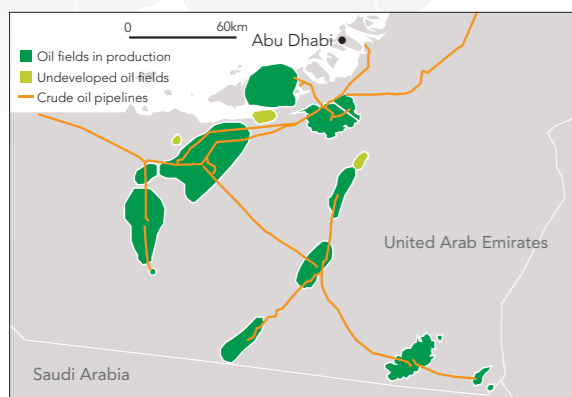 0 60km
Abu Dhabi
Oil fields in production
Undeveloped oil fields
Crude oil pipelines
United Arab Emirates
Saudi Arabia